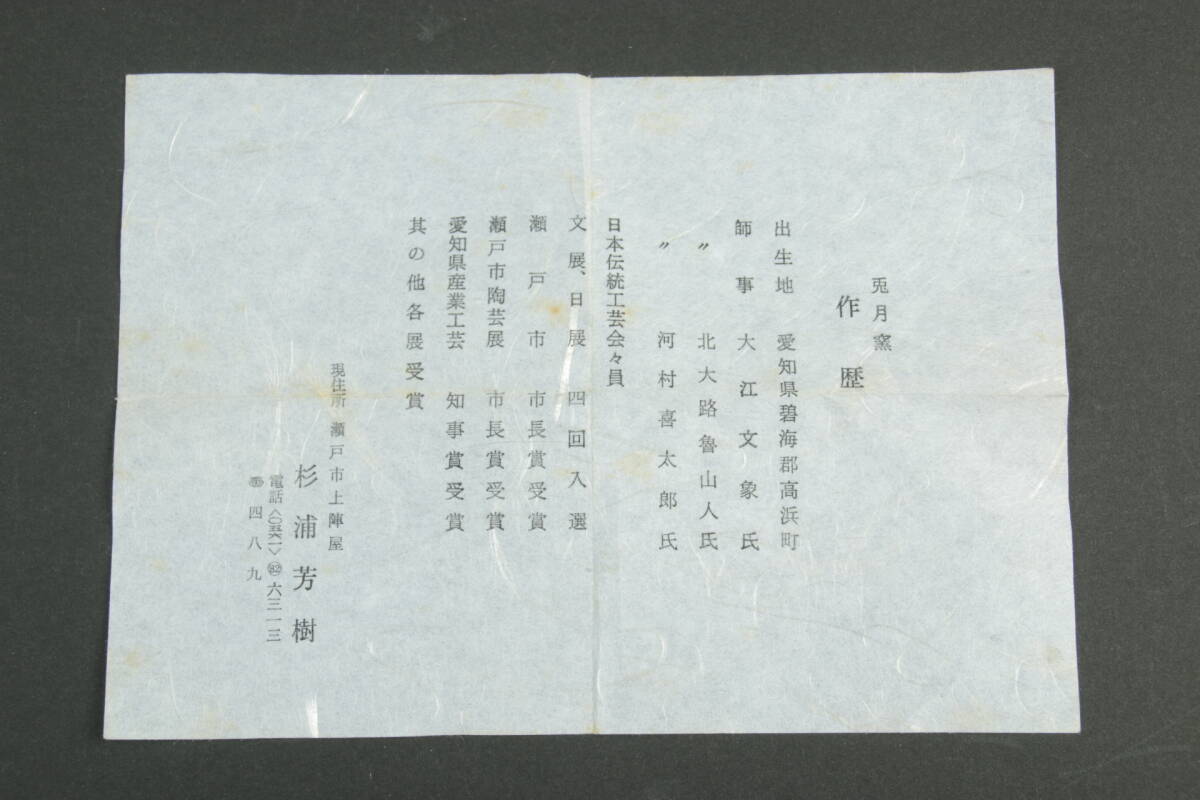 兎月窯
作歴
出生地 愛知県碧海郡高浜町
師事 大江文象氏
〃 北大路魯山人氏
〃 河村喜太郎氏
日本伝統工芸会々員
文展、日展 四回入選
瀬戸市 市長賞受賞
瀬戸市陶芸展 市長賞受賞
愛知県産業工芸 知事賞受賞
其の他各展受賞
現住所 瀬戸市上陣屋
杉浦芳樹
電話〈〇五六一〉82六三一三
四八九